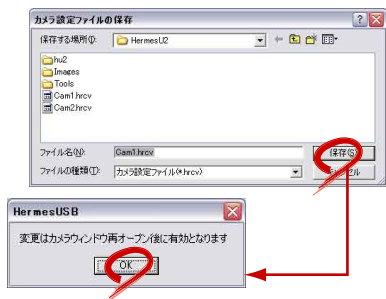 カメラ設定ファイルの保存
保存する場所(I):
HermesU2
hu2
Images
Tools
Cam1.hrcv
Cam2.hrcv
ファイル名(N):
Cam1.hrcv
保存(S)
ファイルの種類(T):
カメラ設定ファイル(*.hrcv)
HermesUSB
変更はカメラウィンドウ再オープン後に有効となります
OK